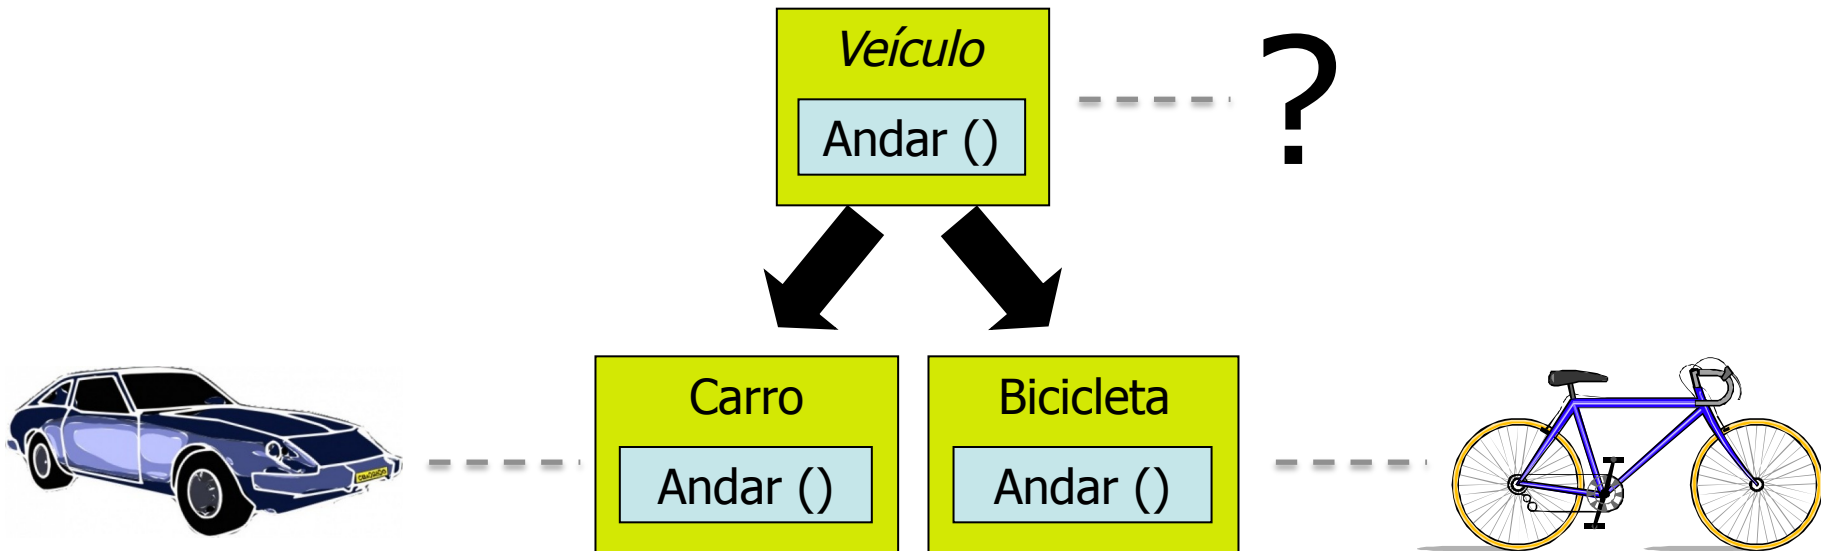 Veículo
?
Andar ()
Carro
Bicicleta
Andar ()
Andar ()